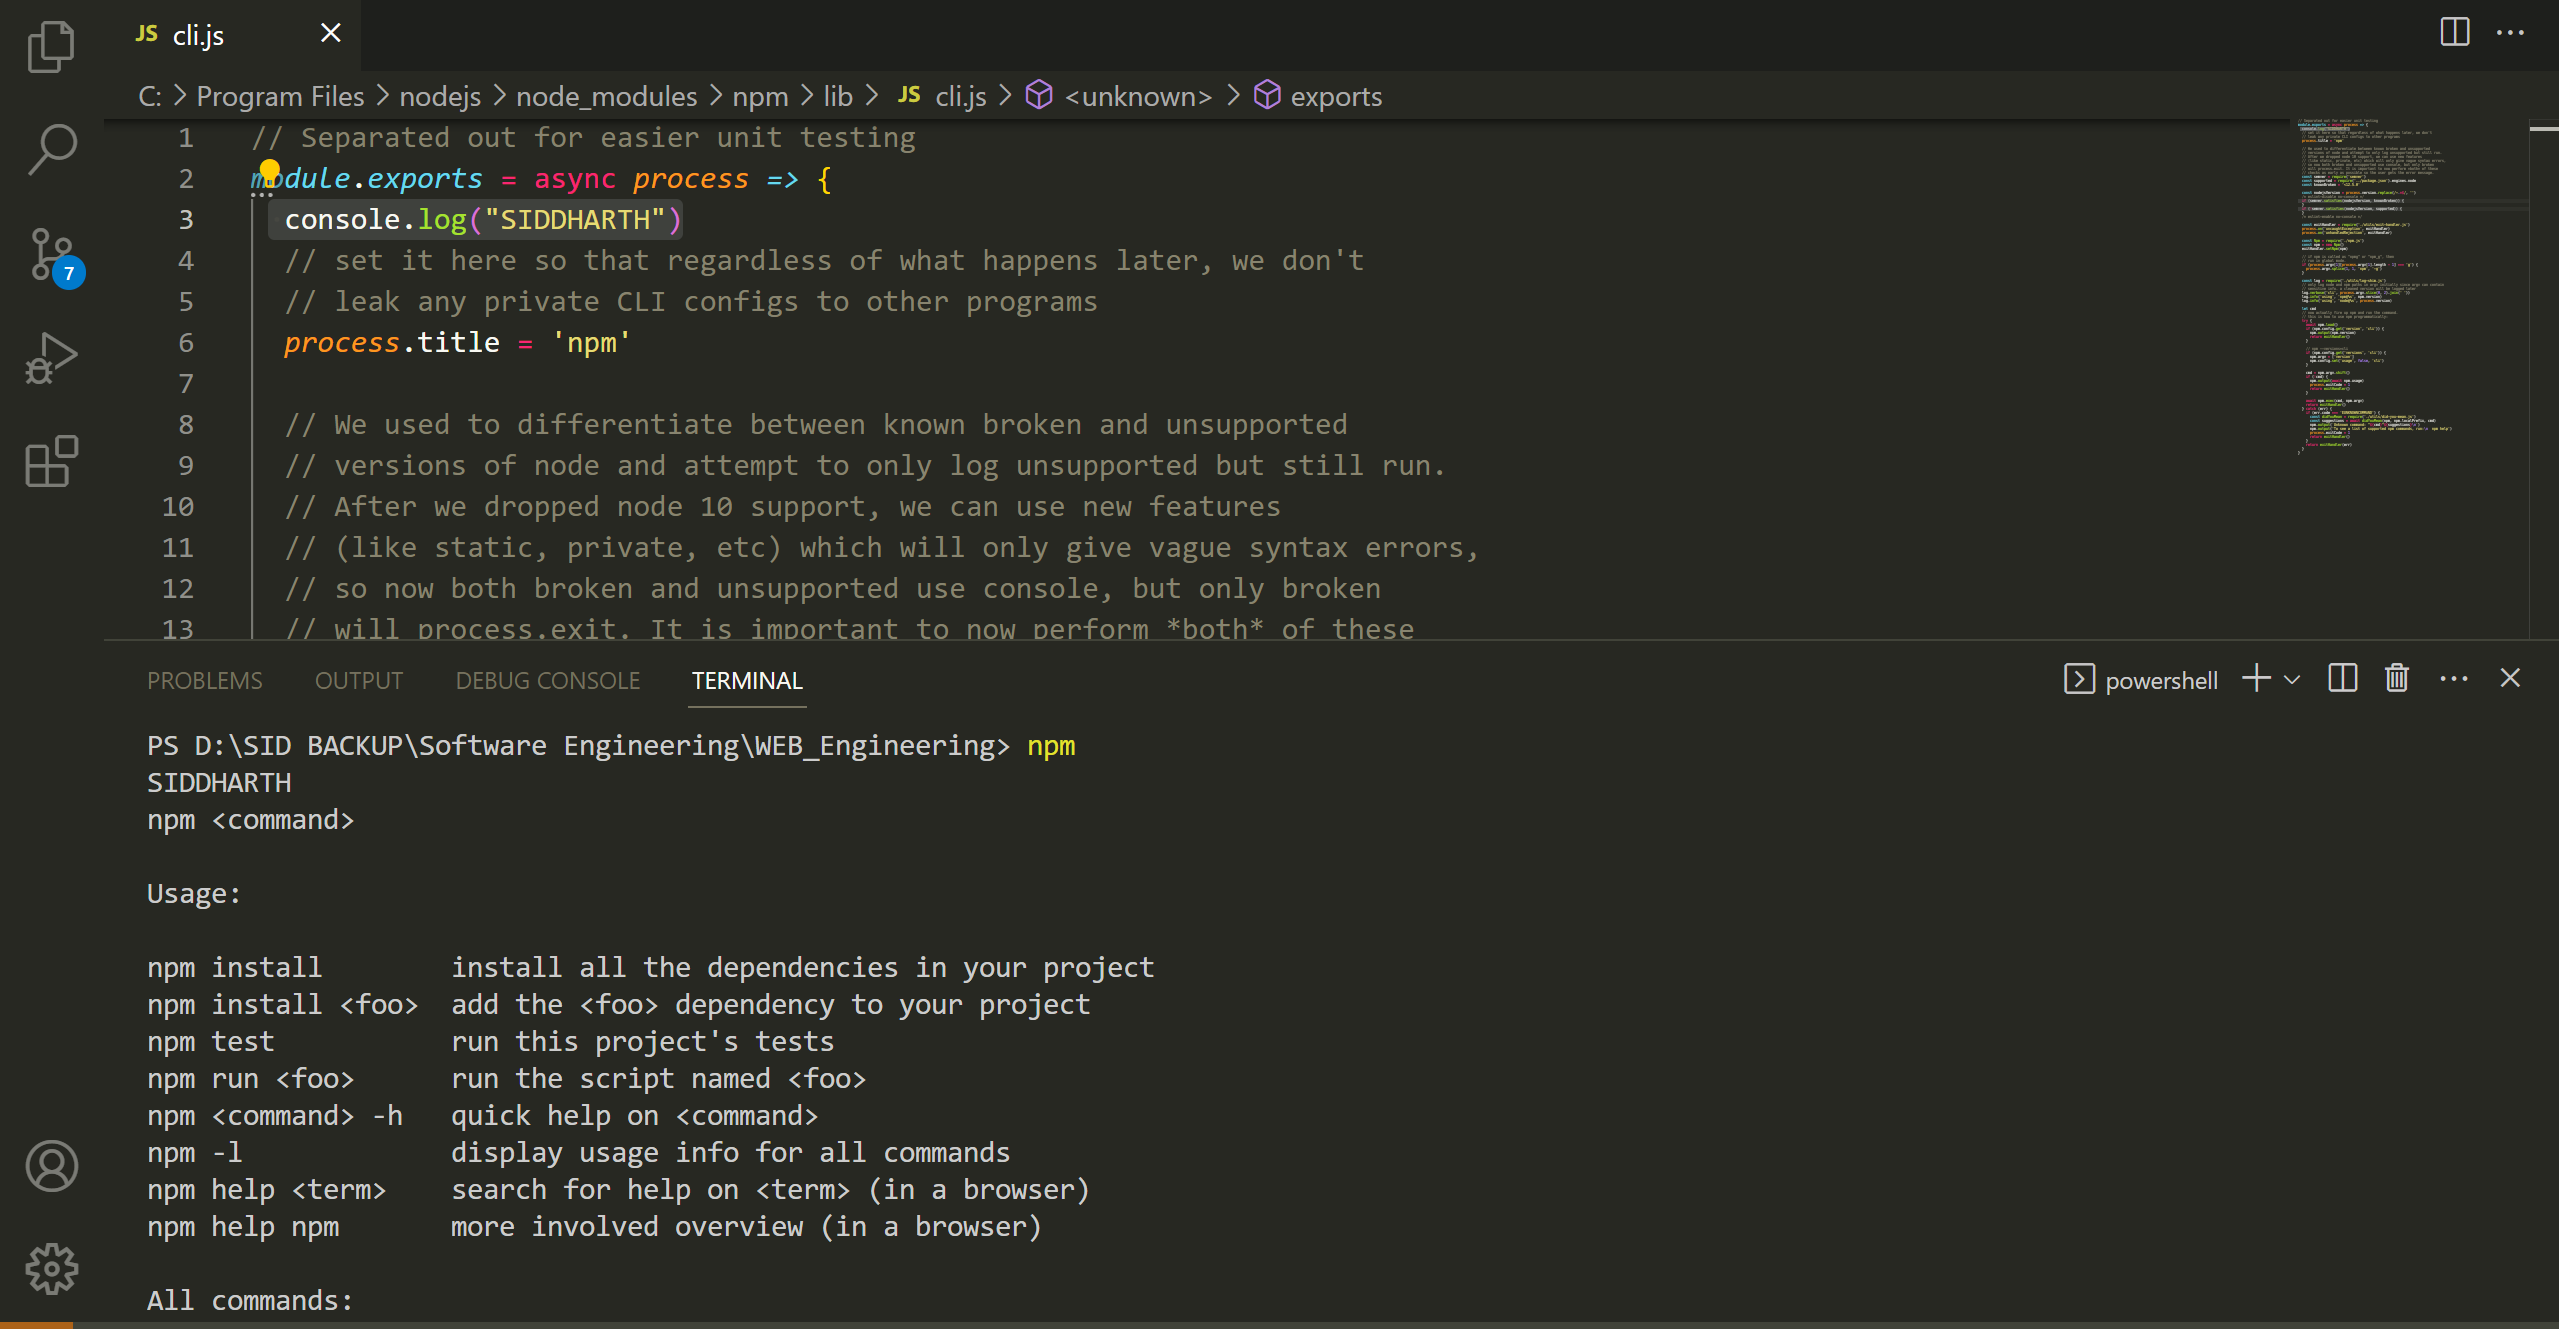 JS cli.js
C: > Program Files > nodejs > node_modules > npm > lib > JS cli.js > <unknown> > exports
1 // Separated out for easier unit testing
2 module.exports = async process => {
3 console.log("SIDDHARTH")
4 // set it here so that regardless of what happens later, we don't
5 // leak any private CLI configs to other programs
6 process.title = 'npm'
7
8 // We used to differentiate between known broken and unsupported
9 // versions of node and attempt to only log unsupported but still run.
10 // After we dropped node 10 support, we can use new features
11 // (like static, private, etc) which will only give vague syntax errors,
12 // so now both broken and unsupported use console, but only broken
13 // will process.exit. It is important to now perform *both* of these
7
PROBLEMS OUTPUT DEBUG CONSOLE TERMINAL powershell
PS D:\SID BACKUP\Software Engineering\WEB_Engineering> npm
SIDDHARTH
npm <command>
Usage:
npm install install all the dependencies in your project
npm install <foo> add the <foo> dependency to your project
npm test run this project's tests
npm run <foo> run the script named <foo>
npm <command> -h quick help on <command>
npm -l display usage info for all commands
npm help <term> search for help on <term> (in a browser)
npm help npm more involved overview (in a browser)
All commands: